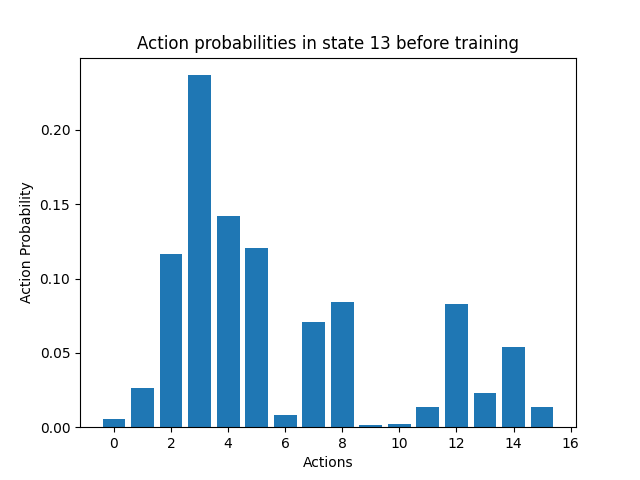 Action probabilities in state 13 before training
0.20
0.15
0.10
0.05
0.00
Action Probability
0 2 4 6 8 10 12 14 16
Actions